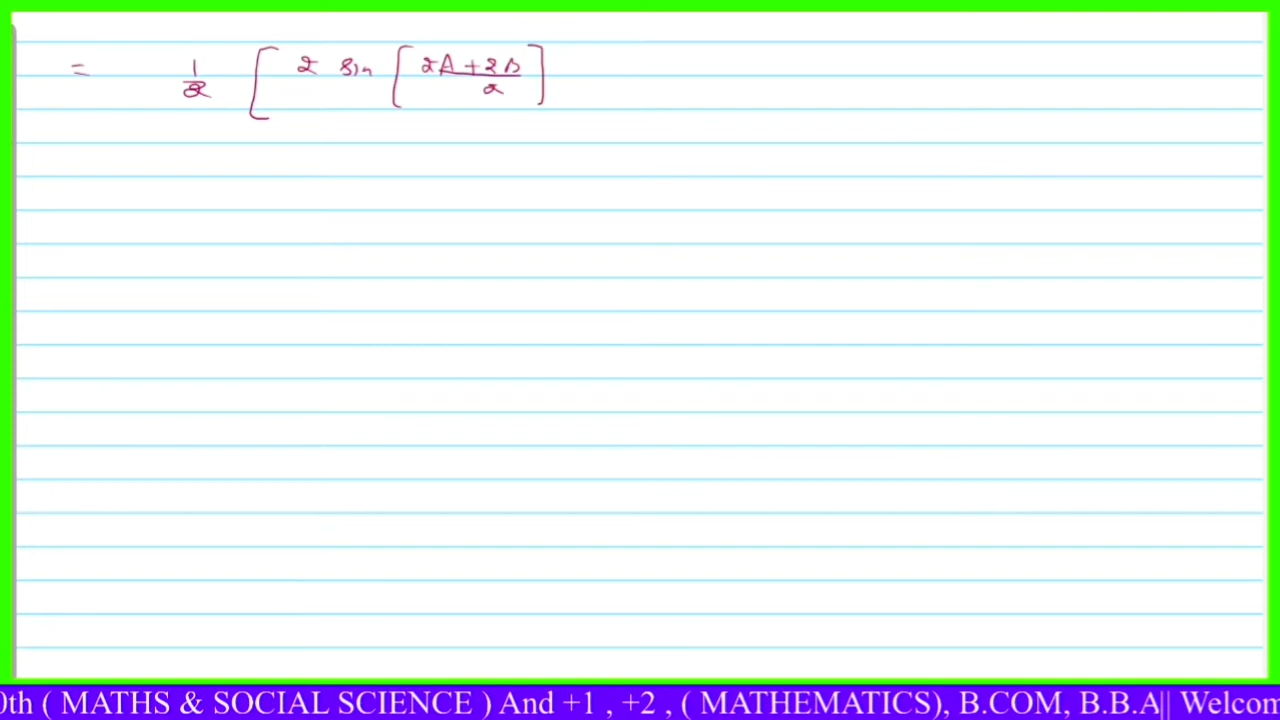 = 1/2 [ 2 sin [ 2A + 2B / 2 ]
0th ( MATHS & SOCIAL SCIENCE ) And +1 , +2 , ( MATHEMATICS), B.COM, B.B.A|| Welcom